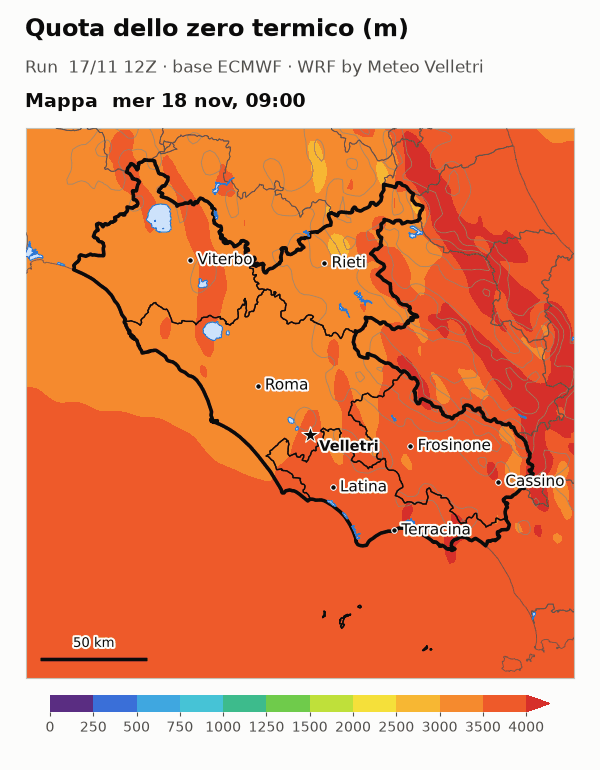 Quota dello zero termico (m)
Run 17/11 12Z · base ECMWF · WRF by Meteo Velletri
Mappa mer 18 nov, 09:00
Viterbo
Rieti
Roma
Velletri
Frosinone
Latina
Cassino
Terracina
50 km
0 250 500 750 1000 1250 1500 2000 2500 3000 3500 4000